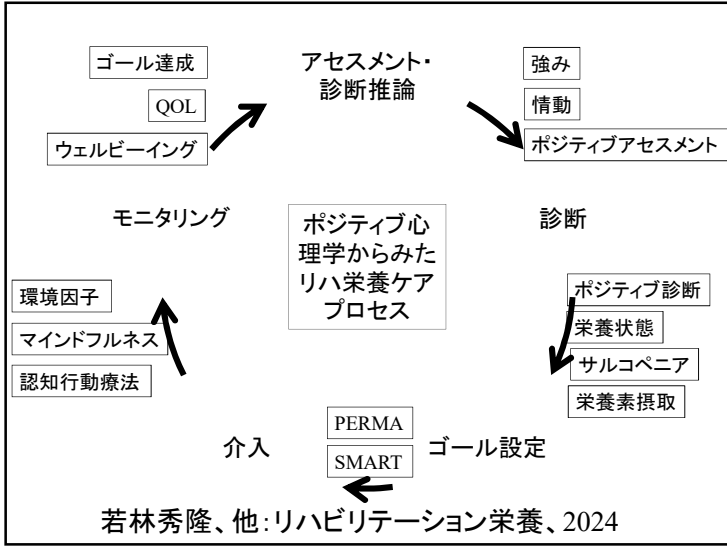 アセスメント・
診断推論
強み
情動
ポジティブアセスメント
診断
ポジティブ診断
栄養状態
サルコペニア
栄養素摂取
ゴール設定
PERMA
SMART
介入
環境因子
マインドフルネス
認知行動療法
モニタリング
ゴール達成
QOL
ウェルビーイング
ポジティブ心
理学からみた
リハ栄養ケア
プロセス
若林秀隆、他：リハビリテーション栄養、2024